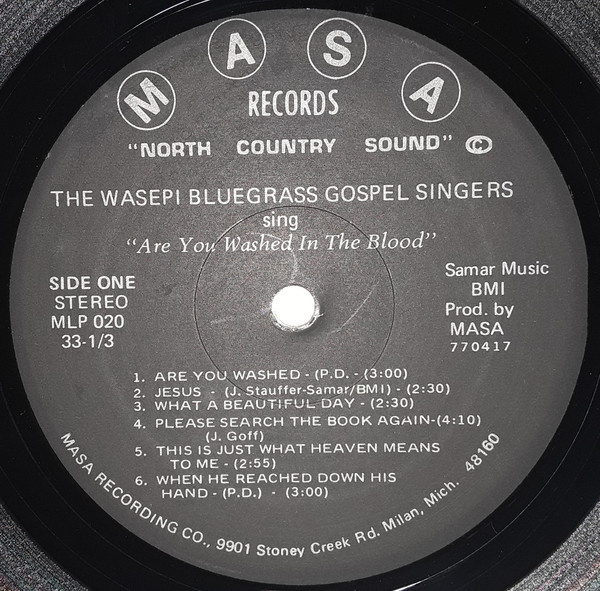 MASA
RECORDS
"NORTH COUNTRY SOUND" ©
THE WASEPI BLUEGRASS GOSPEL SINGERS
sing
"Are You Washed In The Blood"
SIDE ONE
STEREO
MLP 020
33-1/3
Samar Music
BMI
Prod. by
MASA
770417
1. ARE YOU WASHED - (P.D. - (3:00)
2. JESUS - (J. Stauffer-Samar/BMI) - (2:30)
3. WHAT A BEAUTIFUL DAY - (2:30)
4. PLEASE SEARCH THE BOOK AGAIN-(4:10)
(J. Goff)
5. THIS IS JUST WHAT HEAVEN MEANS
TO ME - (2:55)
6. WHEN HE REACHED DOWN HIS
HAND - (P.D.) - (3:00)
MASA RECORDING CO., 9901 Stoney Creek Rd. Milan, Mich. 48160